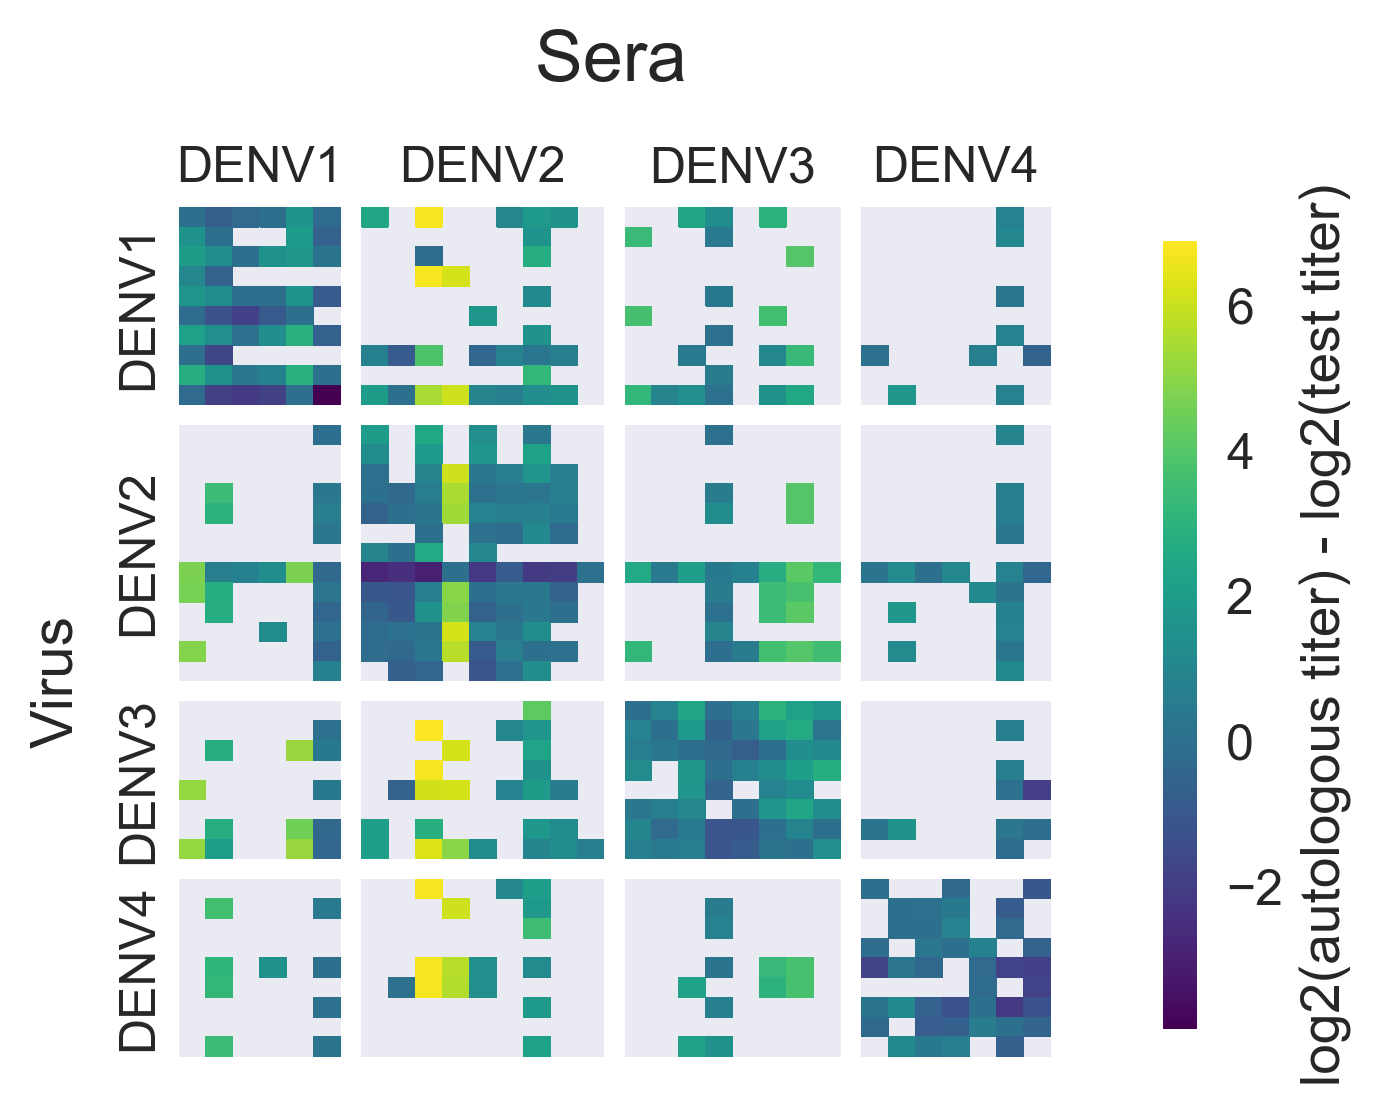 Sera
DENV1 DENV2 DENV3 DENV4
Virus
DENV1
DENV2
DENV3
DENV4
6
4
2
0
−2
log2(autologous titer) - log2(test titer)